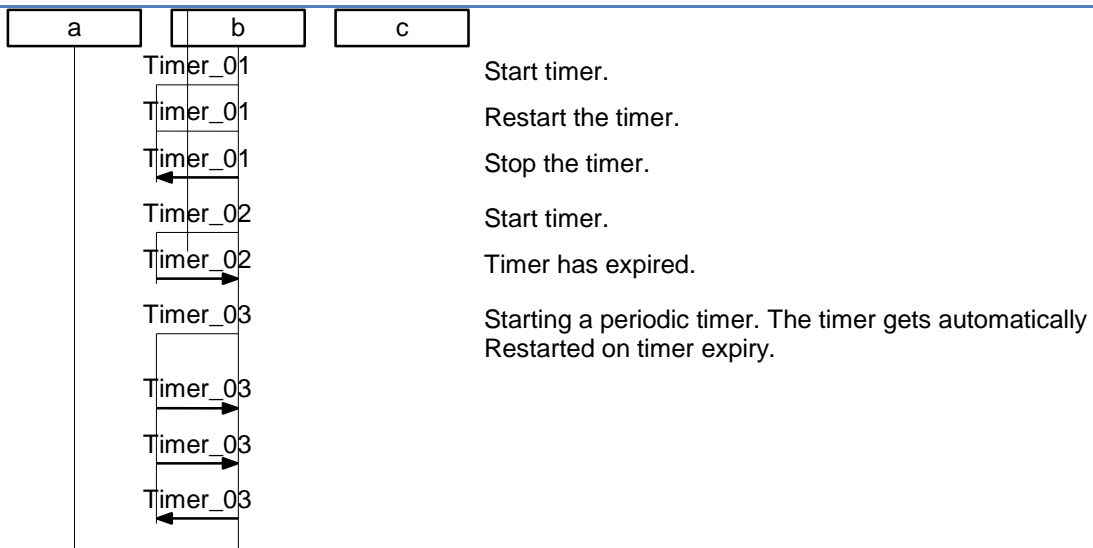 a b c
Timer_01 Start timer.
Timer_01 Restart the timer.
Timer_01 Stop the timer.
Timer_02 Start timer.
Timer_02 Timer has expired.
Timer_03 Starting a periodic timer. The timer gets automatically
Restarted on timer expiry.
Timer_03
Timer_03
Timer_03